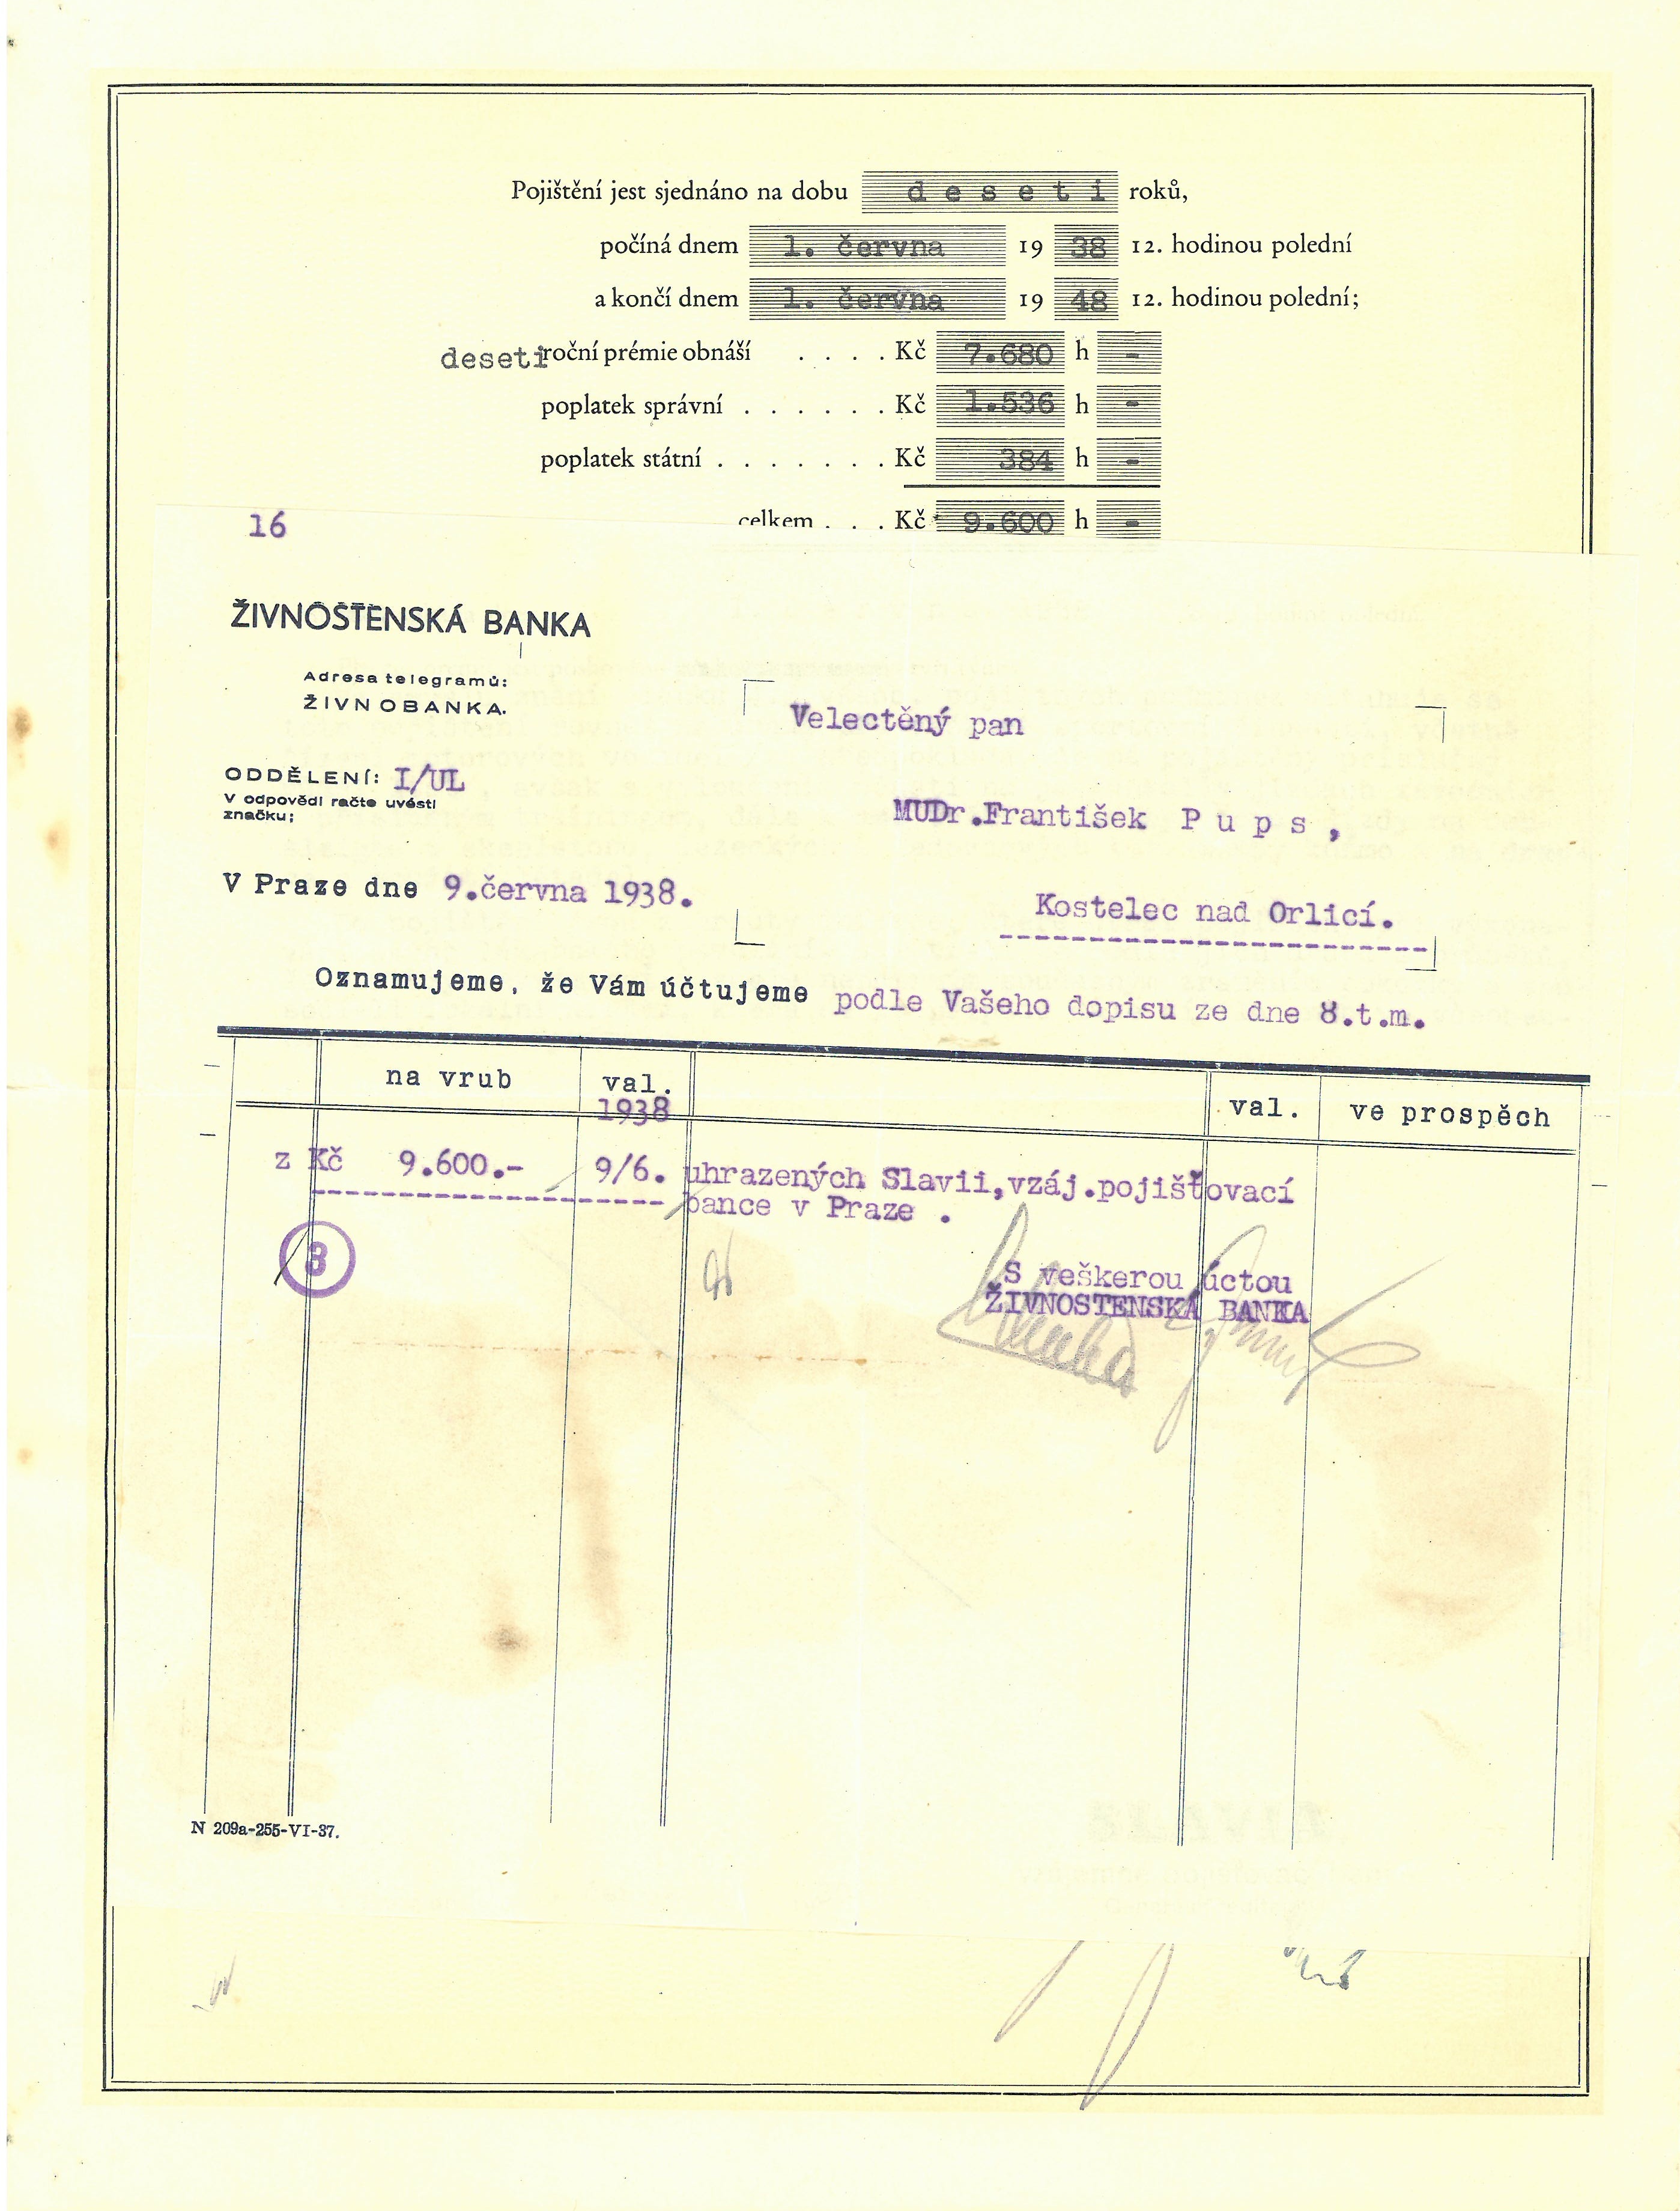 Pojištění jest sjednáno na dobu deseti roků,
počíná dnem 1. června 19 38 12. hodinou polední
a končí dnem 1. června 19 48 12. hodinou polední;
desetiroční prémie obnáší . . . . Kč 7.680 h -
poplatek správní . . . . . . Kč 1.536 h -
poplatek státní . . . . . . . Kč 384 h -
celkem . . . Kč 9.600 h -
16
ŽIVNOSTENSKÁ BANKA
Adresa telegramů:
ŽIVNOBANKA.
Velectěný pan
ODDĚLENÍ: I/UL
V odpovědi račte uvésti
značku:
MUDr.František P u p s ,
V Praze dne 9.června 1938.
Kostelec nad Orlicí.
Oznamujeme, že Vám účtujeme podle Vašeho dopisu ze dne 8.t.m.
na vrub val. val. ve prospěch
1938
z Kč 9.600.- 9/6. uhrazených Slavii,vzáj.pojišťovací
bance v Praze .
3
S veškerou úctou
ŽIVNOSTENSKÁ BANKA
N 209a-255-VI-37.